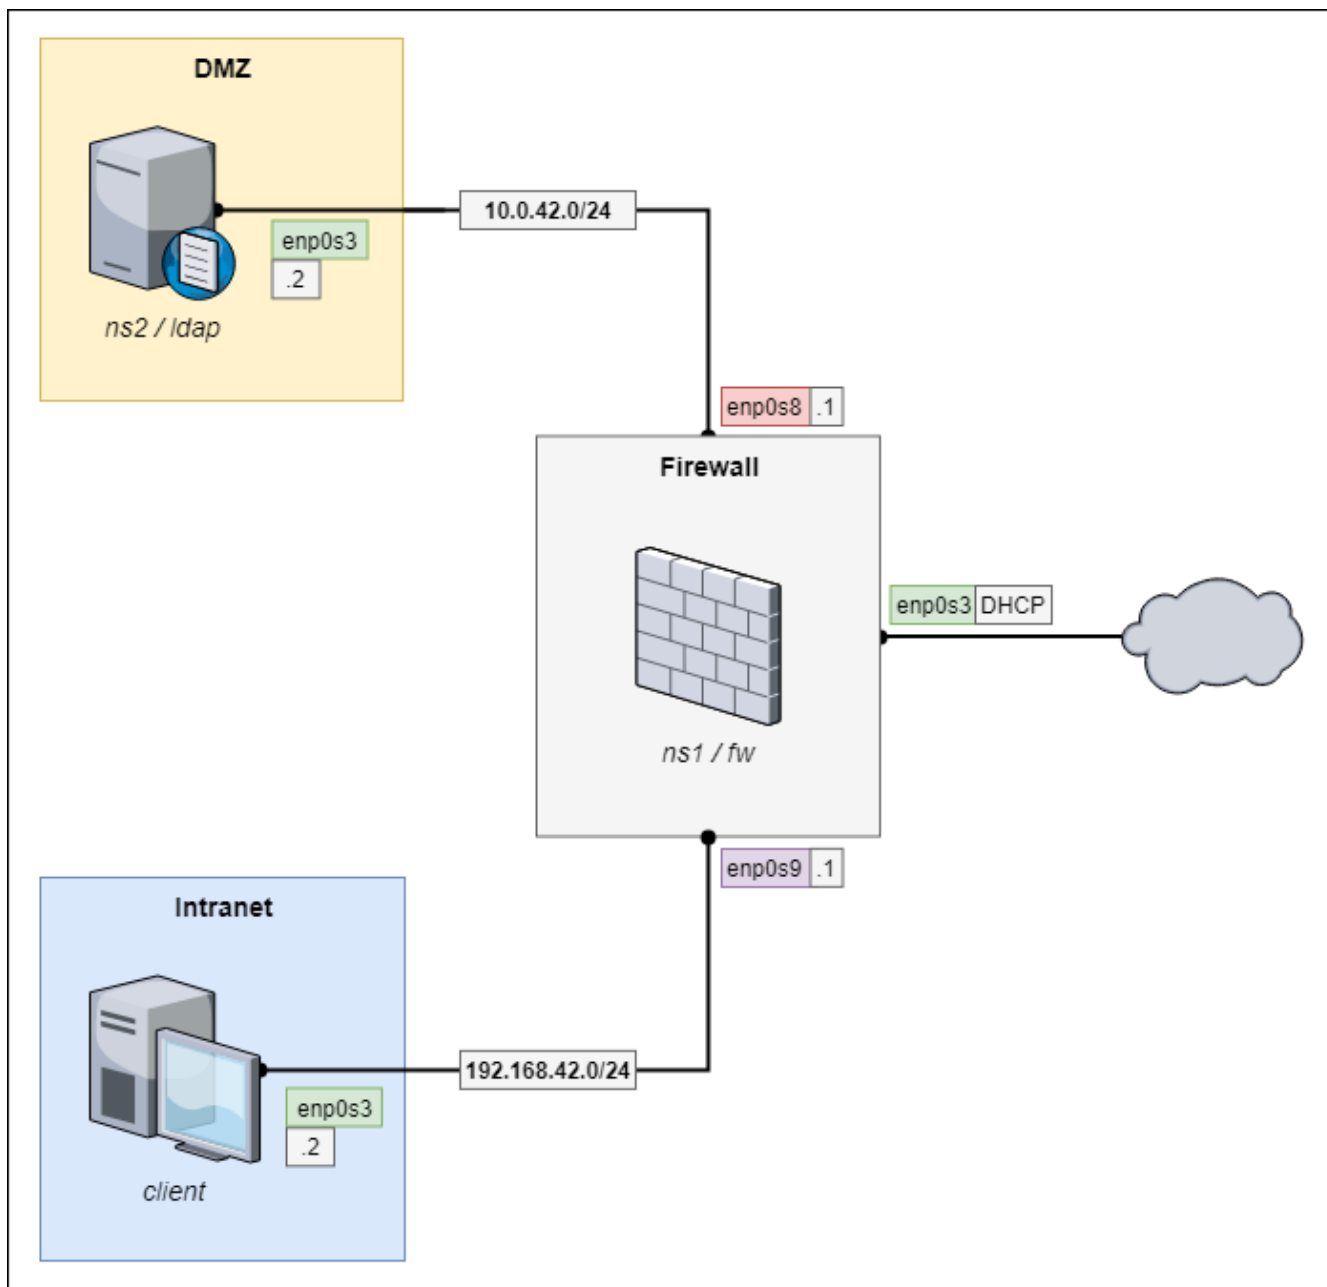 DMZ
10.0.42.0/24
enp0s3
.2
ns2 / ldap
enp0s8 .1
Firewall
enp0s3 DHCP
ns1 / fw
enp0s9 .1
Intranet
192.168.42.0/24
enp0s3
.2
client